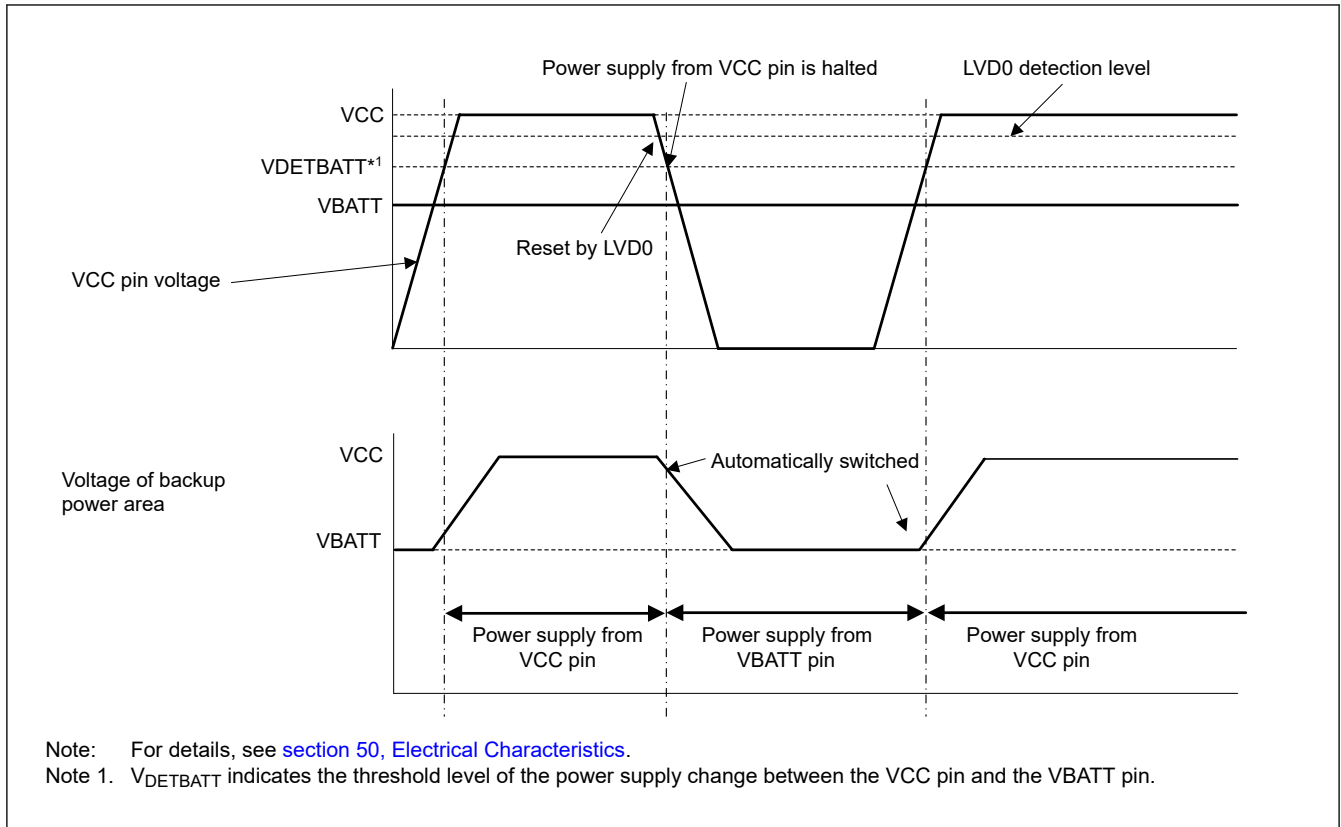 Power supply from VCC pin is halted
LVD0 detection level
VCC
VDETBATT*1
VBATT
Reset by LVD0
VCC pin voltage
VCC
Automatically switched
Voltage of backup
power area
VBATT
Power supply from
VCC pin
Power supply from
VBATT pin
Power supply from
VCC pin
Note: For details, see section 50, Electrical Characteristics.
Note 1. VDETBATT indicates the threshold level of the power supply change between the VCC pin and the VBATT pin.